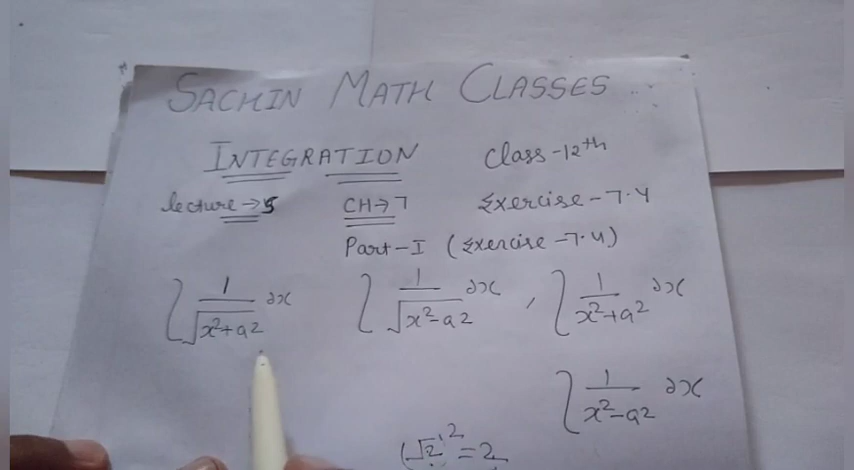 SACHIN MATH CLASSES
INTEGRATION Class-12th
lecture→5 CH→7 Exercise-7.4
Part-I (Exercise-7.4)
∫ 1/√(x²+a²) dx ∫ 1/√(x²-a²) dx , ∫ 1/(x²+a²) dx
∫ 1/(x²-a²) dx
(√2)² = 2